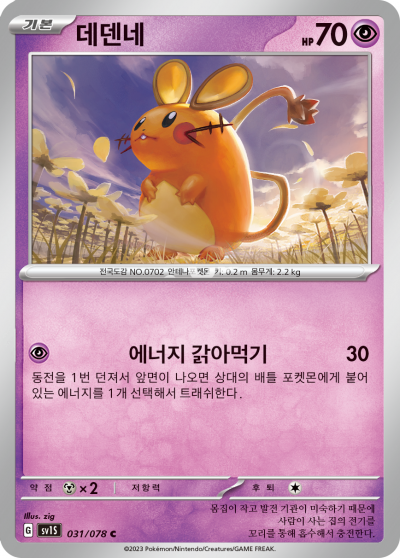 기본 데덴네 HP 70
전국도감 NO.0702 안테나포켓몬 키: 0.2 m 몸무게: 2.2 kg
에너지 갉아먹기 30
동전을 1번 던져서 앞면이 나오면 상대의 배틀 포켓몬에게 붙어
있는 에너지를 1개 선택해서 트래쉬한다.
약점 ×2 저항력 후퇴
Illus. zig
G sv1S 031/078 C
몸집이 작고 발전 기관이 미숙하기 때문에
사람이 사는 집의 전기를
꼬리를 통해 흡수하여 충전한다.
©2023 Pokémon/Nintendo/Creatures/GAME FREAK.